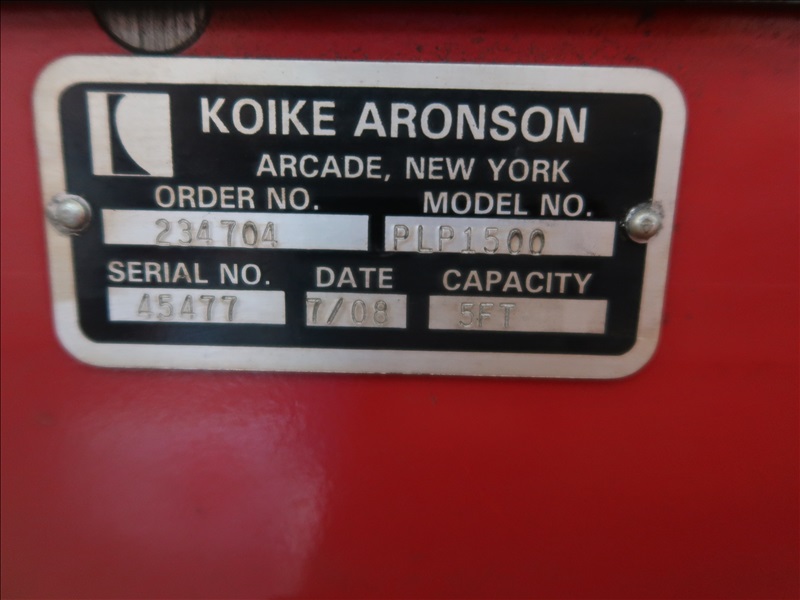 KOIKE ARONSON
ARCADE, NEW YORK
ORDER NO. MODEL NO.
234704 PLP1500
SERIAL NO. DATE CAPACITY
45477 7/08 5FT